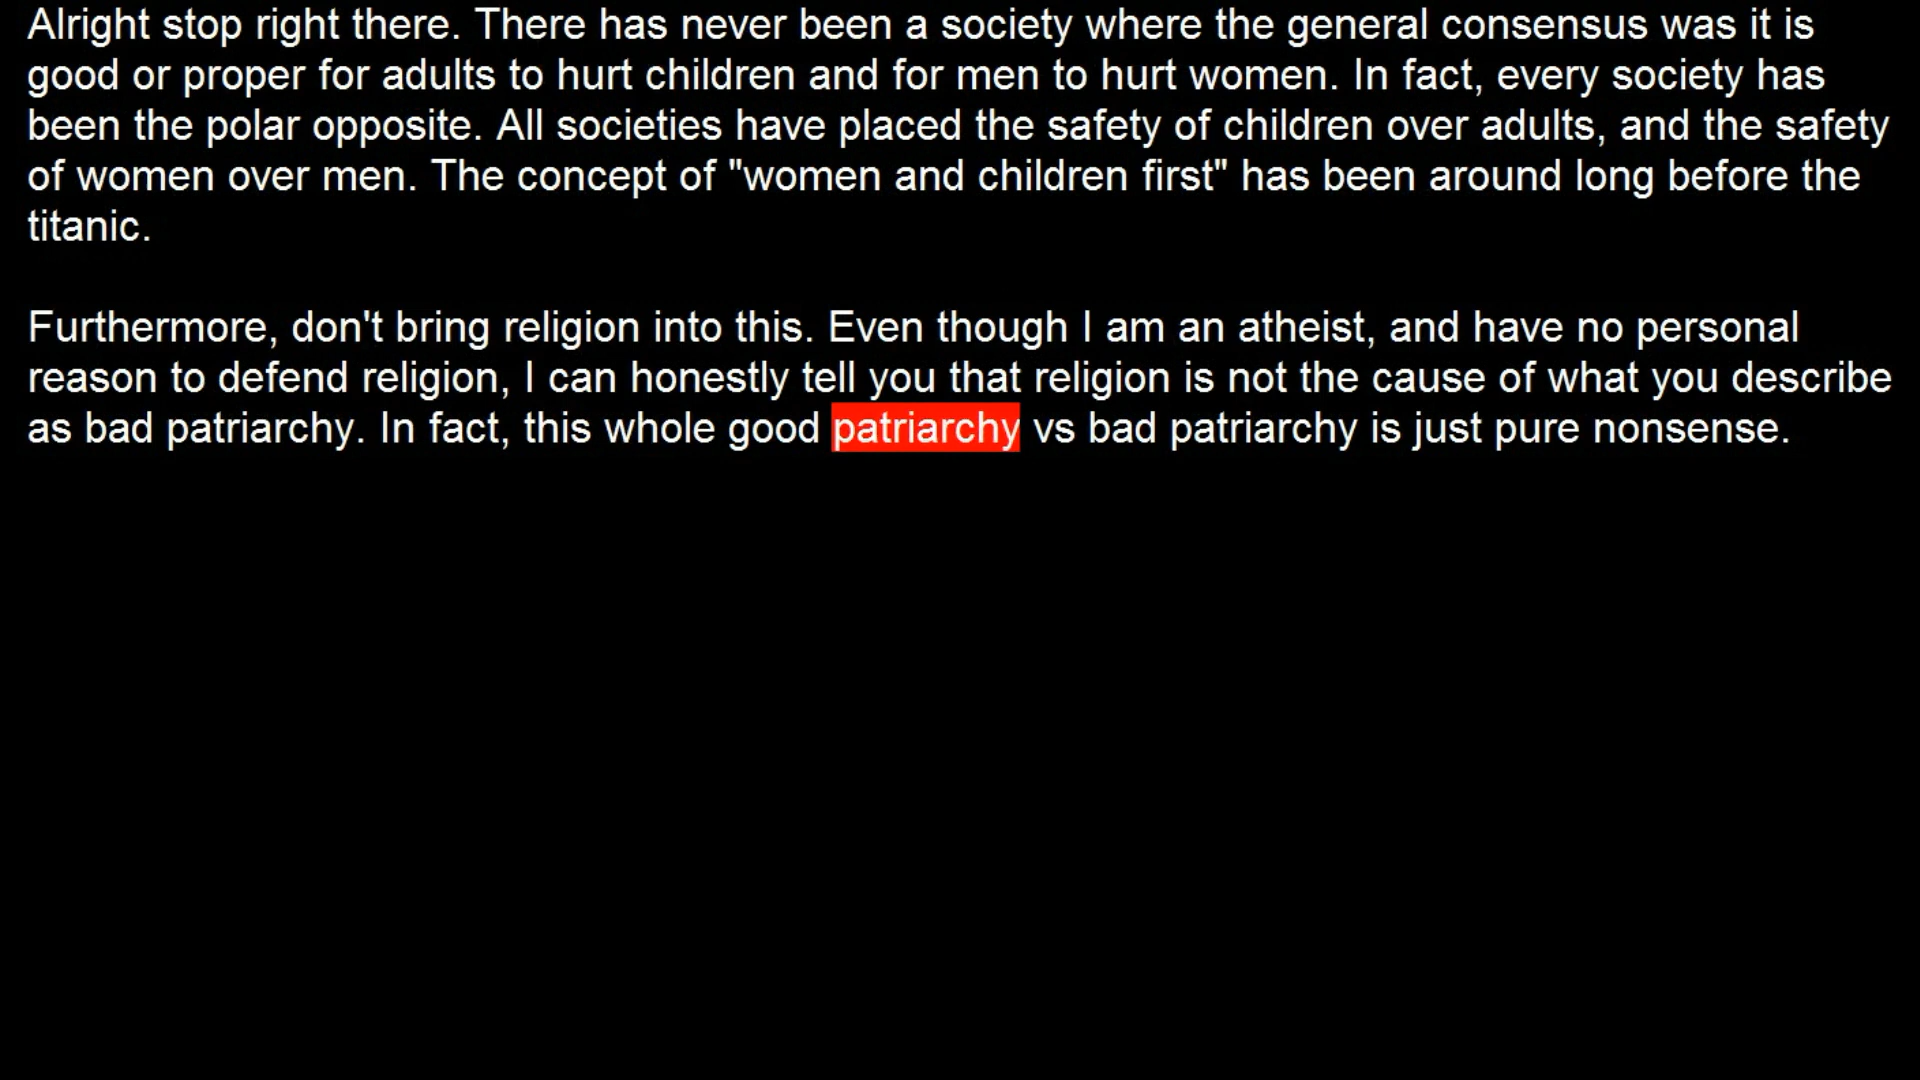 Alright stop right there. There has never been a society where the general consensus was it is
good or proper for adults to hurt children and for men to hurt women. In fact, every society has
been the polar opposite. All societies have placed the safety of children over adults, and the safety
of women over men. The concept of "women and children first" has been around long before the
titanic.
Furthermore, don't bring religion into this. Even though I am an atheist, and have no personal
reason to defend religion, I can honestly tell you that religion is not the cause of what you describe
as bad patriarchy. In fact, this whole good patriarchy vs bad patriarchy is just pure nonsense.